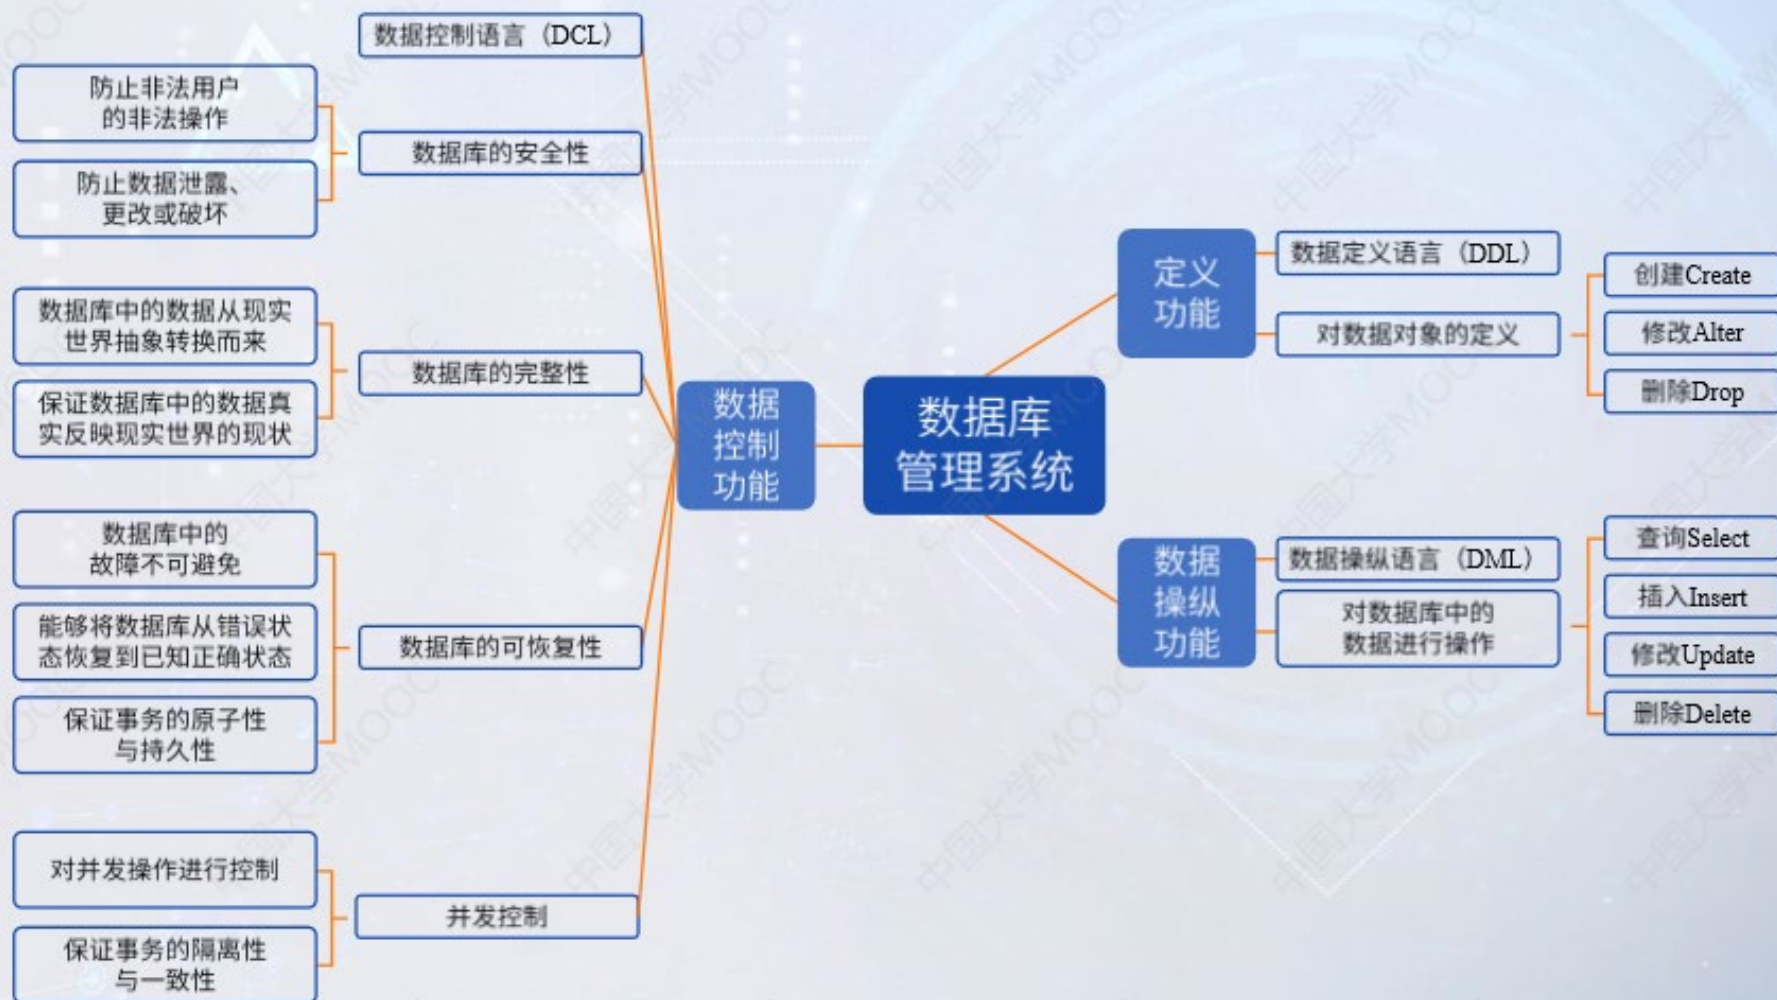 数据控制语言（DCL）
防止非法用户
的非法操作
数据库的安全性
防止数据泄露、
更改或破坏
数据库中的数据从现实
世界抽象转换而来
数据库的完整性
保证数据库中的数据真
实反映现实世界的现状
数据库中的
故障不可避免
能够将数据库从错误状
态恢复到已知正确状态
数据库的可恢复性
保证事务的原子性
与持久性
对并发操作进行控制
并发控制
保证事务的隔离性
与一致性
数据
控制
功能
数据库
管理系统
定义
功能
数据定义语言（DDL）
对数据对象的定义
创建Create
修改Alter
删除Drop
数据
操纵
功能
数据操纵语言（DML）
对数据库中的
数据进行操作
查询Select
插入Insert
修改Update
删除Delete
中国大学MOOC